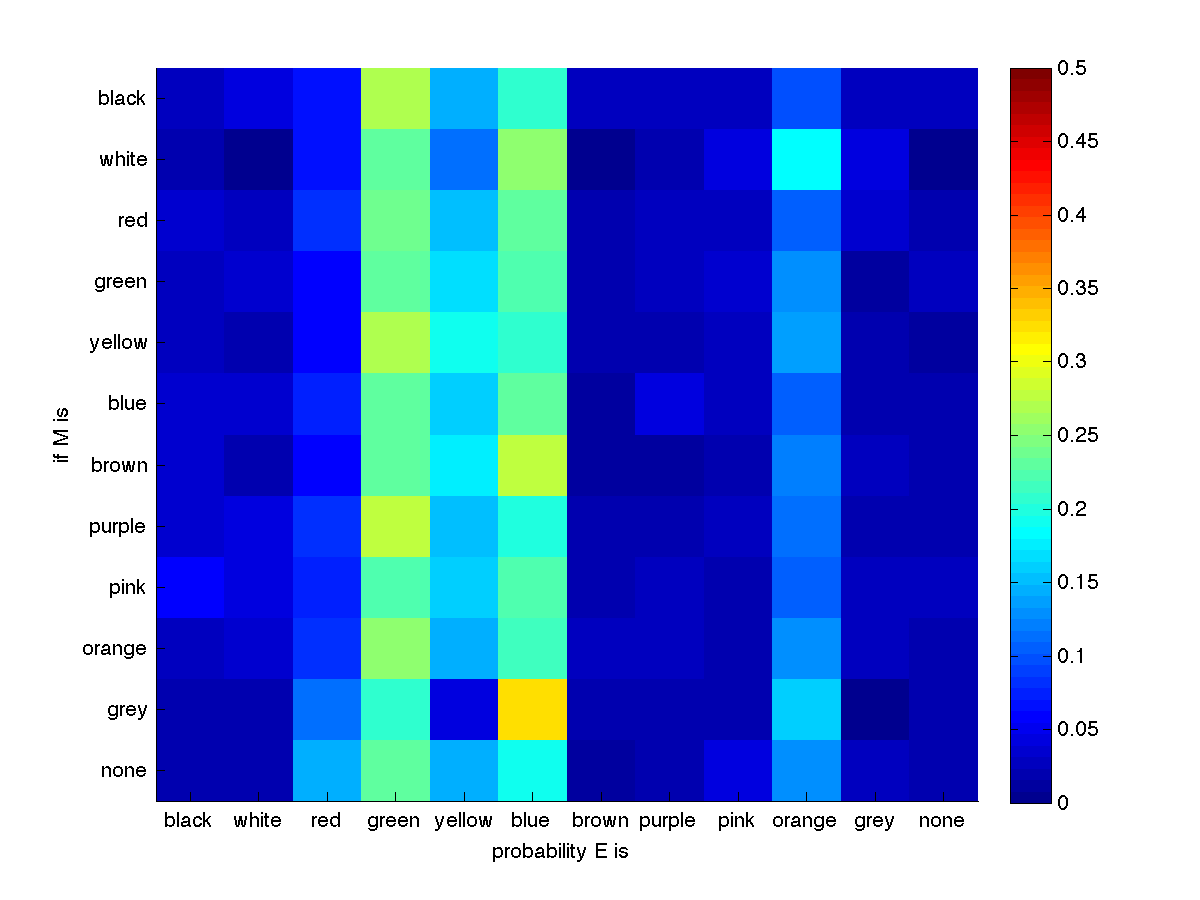 black
white
red
green
yellow
blue
brown
purple
pink
orange
grey
none
if M is
black white red green yellow blue brown purple pink orange grey none
probability E is
0.5
0.45
0.4
0.35
0.3
0.25
0.2
0.15
0.1
0.05
0